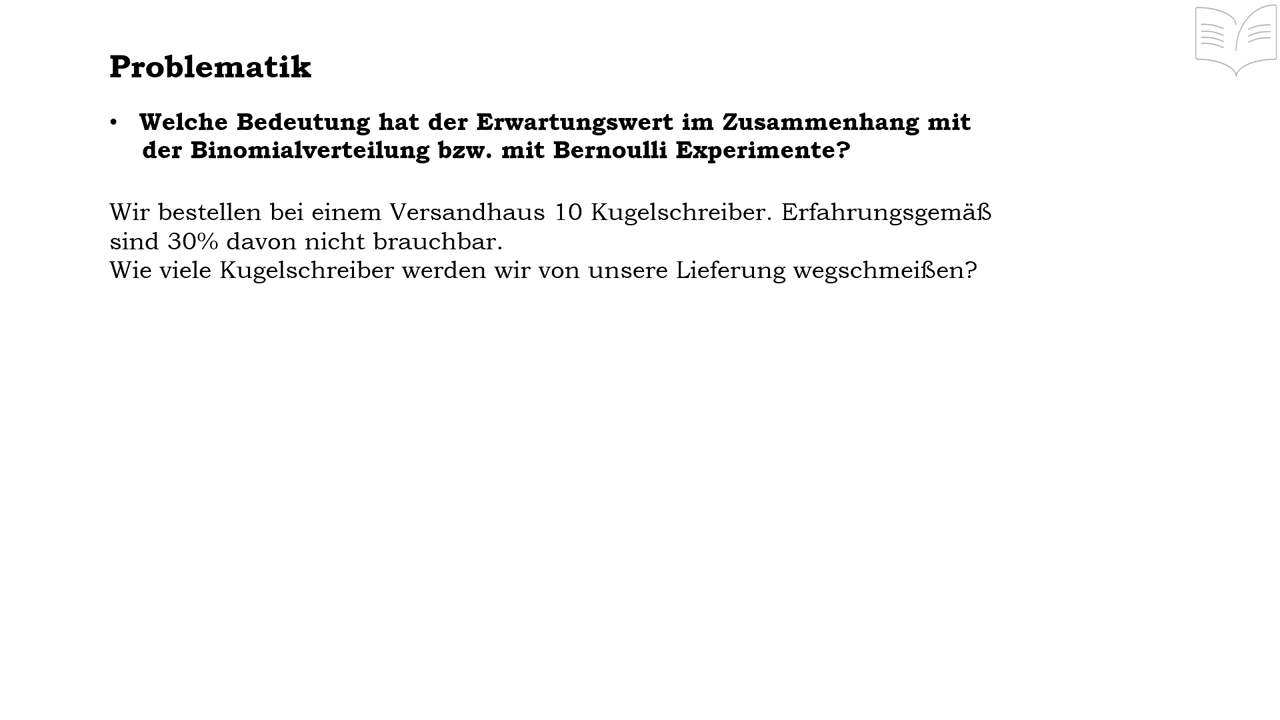 Problematik
• Welche Bedeutung hat der Erwartungswert im Zusammenhang mit
der Binomialverteilung bzw. mit Bernoulli Experimente?
Wir bestellen bei einem Versandhaus 10 Kugelschreiber. Erfahrungsgemäß
sind 30% davon nicht brauchbar.
Wie viele Kugelschreiber werden wir von unsere Lieferung wegschmeißen?